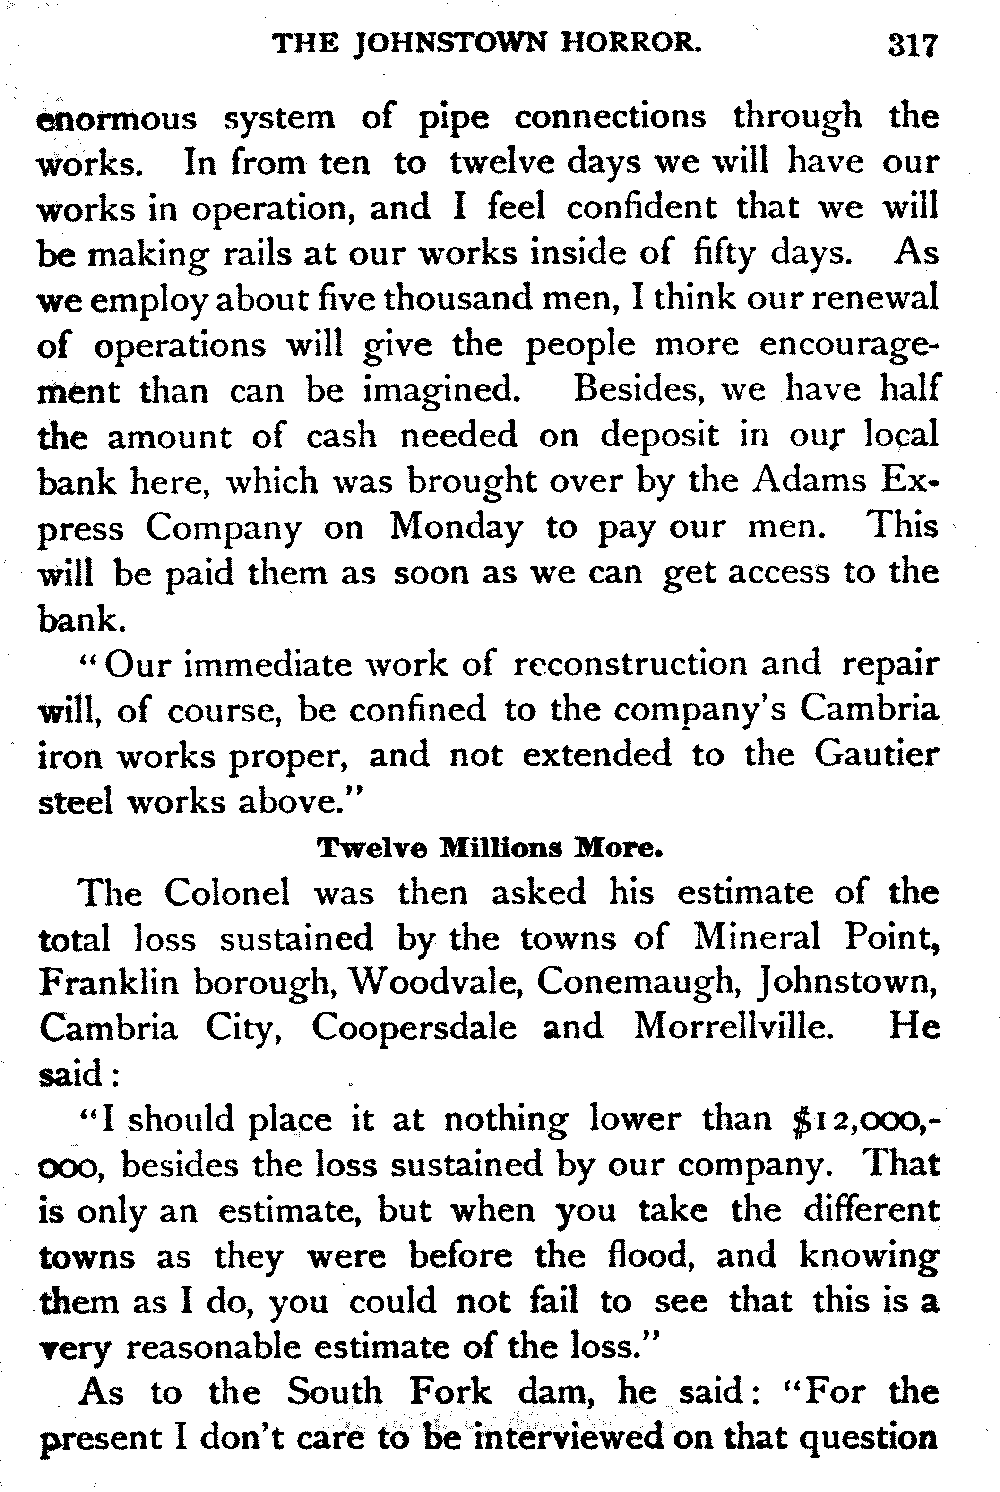 THE JOHNSTOWN HORROR. 317
enormous system of pipe connections through the
works. In from ten to twelve days we will have our
works in operation, and I feel confident that we will
be making rails at our works inside of fifty days. As
we employ about five thousand men, I think our renewal
of operations will give the people more encourage-
ment than can be imagined. Besides, we have half
the amount of cash needed on deposit in our local
bank here, which was brought over by the Adams Ex-
press Company on Monday to pay our men. This
will be paid them as soon as we can get access to the
bank.
“Our immediate work of reconstruction and repair
will, of course, be confined to the company's Cambria
iron works proper, and not extended to the Gautier
steel works above.”
Twelve Millions More.
The Colonel was then asked his estimate of the
total loss sustained by the towns of Mineral Point,
Franklin borough, Woodvale, Conemaugh, Johnstown,
Cambria City, Coopersdale and Morrellville. He
said:
“I should place it at nothing lower than $12,000,-
000, besides the loss sustained by our company. That
is only an estimate, but when you take the different
towns as they were before the flood, and knowing
them as I do, you could not fail to see that this is a
very reasonable estimate of the loss.”
As to the South Fork dam, he said: “For the
present I don't care to be interviewed on that question